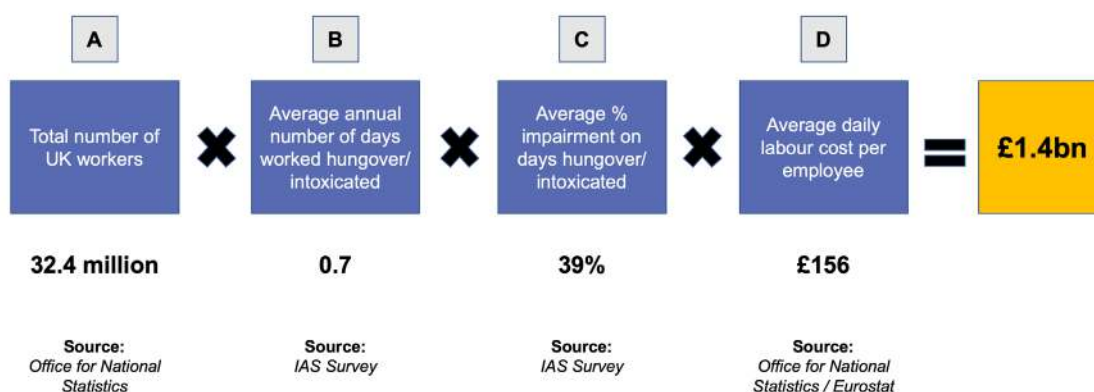 A
B
C
D
Total number of
UK workers
Average annual
number of days
worked hungover/
intoxicated
Average %
impairment on
days hungover/
intoxicated
Average daily
labour cost per
employee
£1.4bn
32.4 million
0.7
39%
£156
Source:
Office for National
Statistics
Source:
IAS Survey
Source:
IAS Survey
Source:
Office for National
Statistics / Eurostat